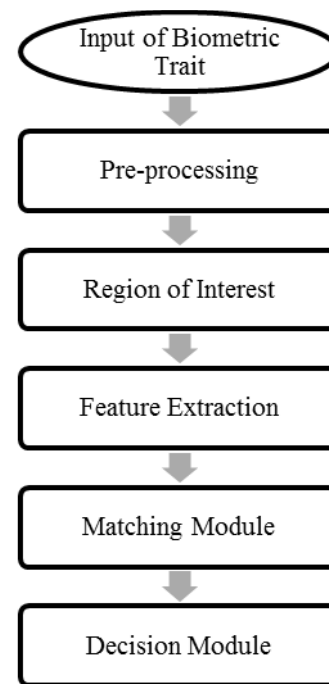 Input of Biometric
Trait
Pre-processing
Region of Interest
Feature Extraction
Matching Module
Decision Module